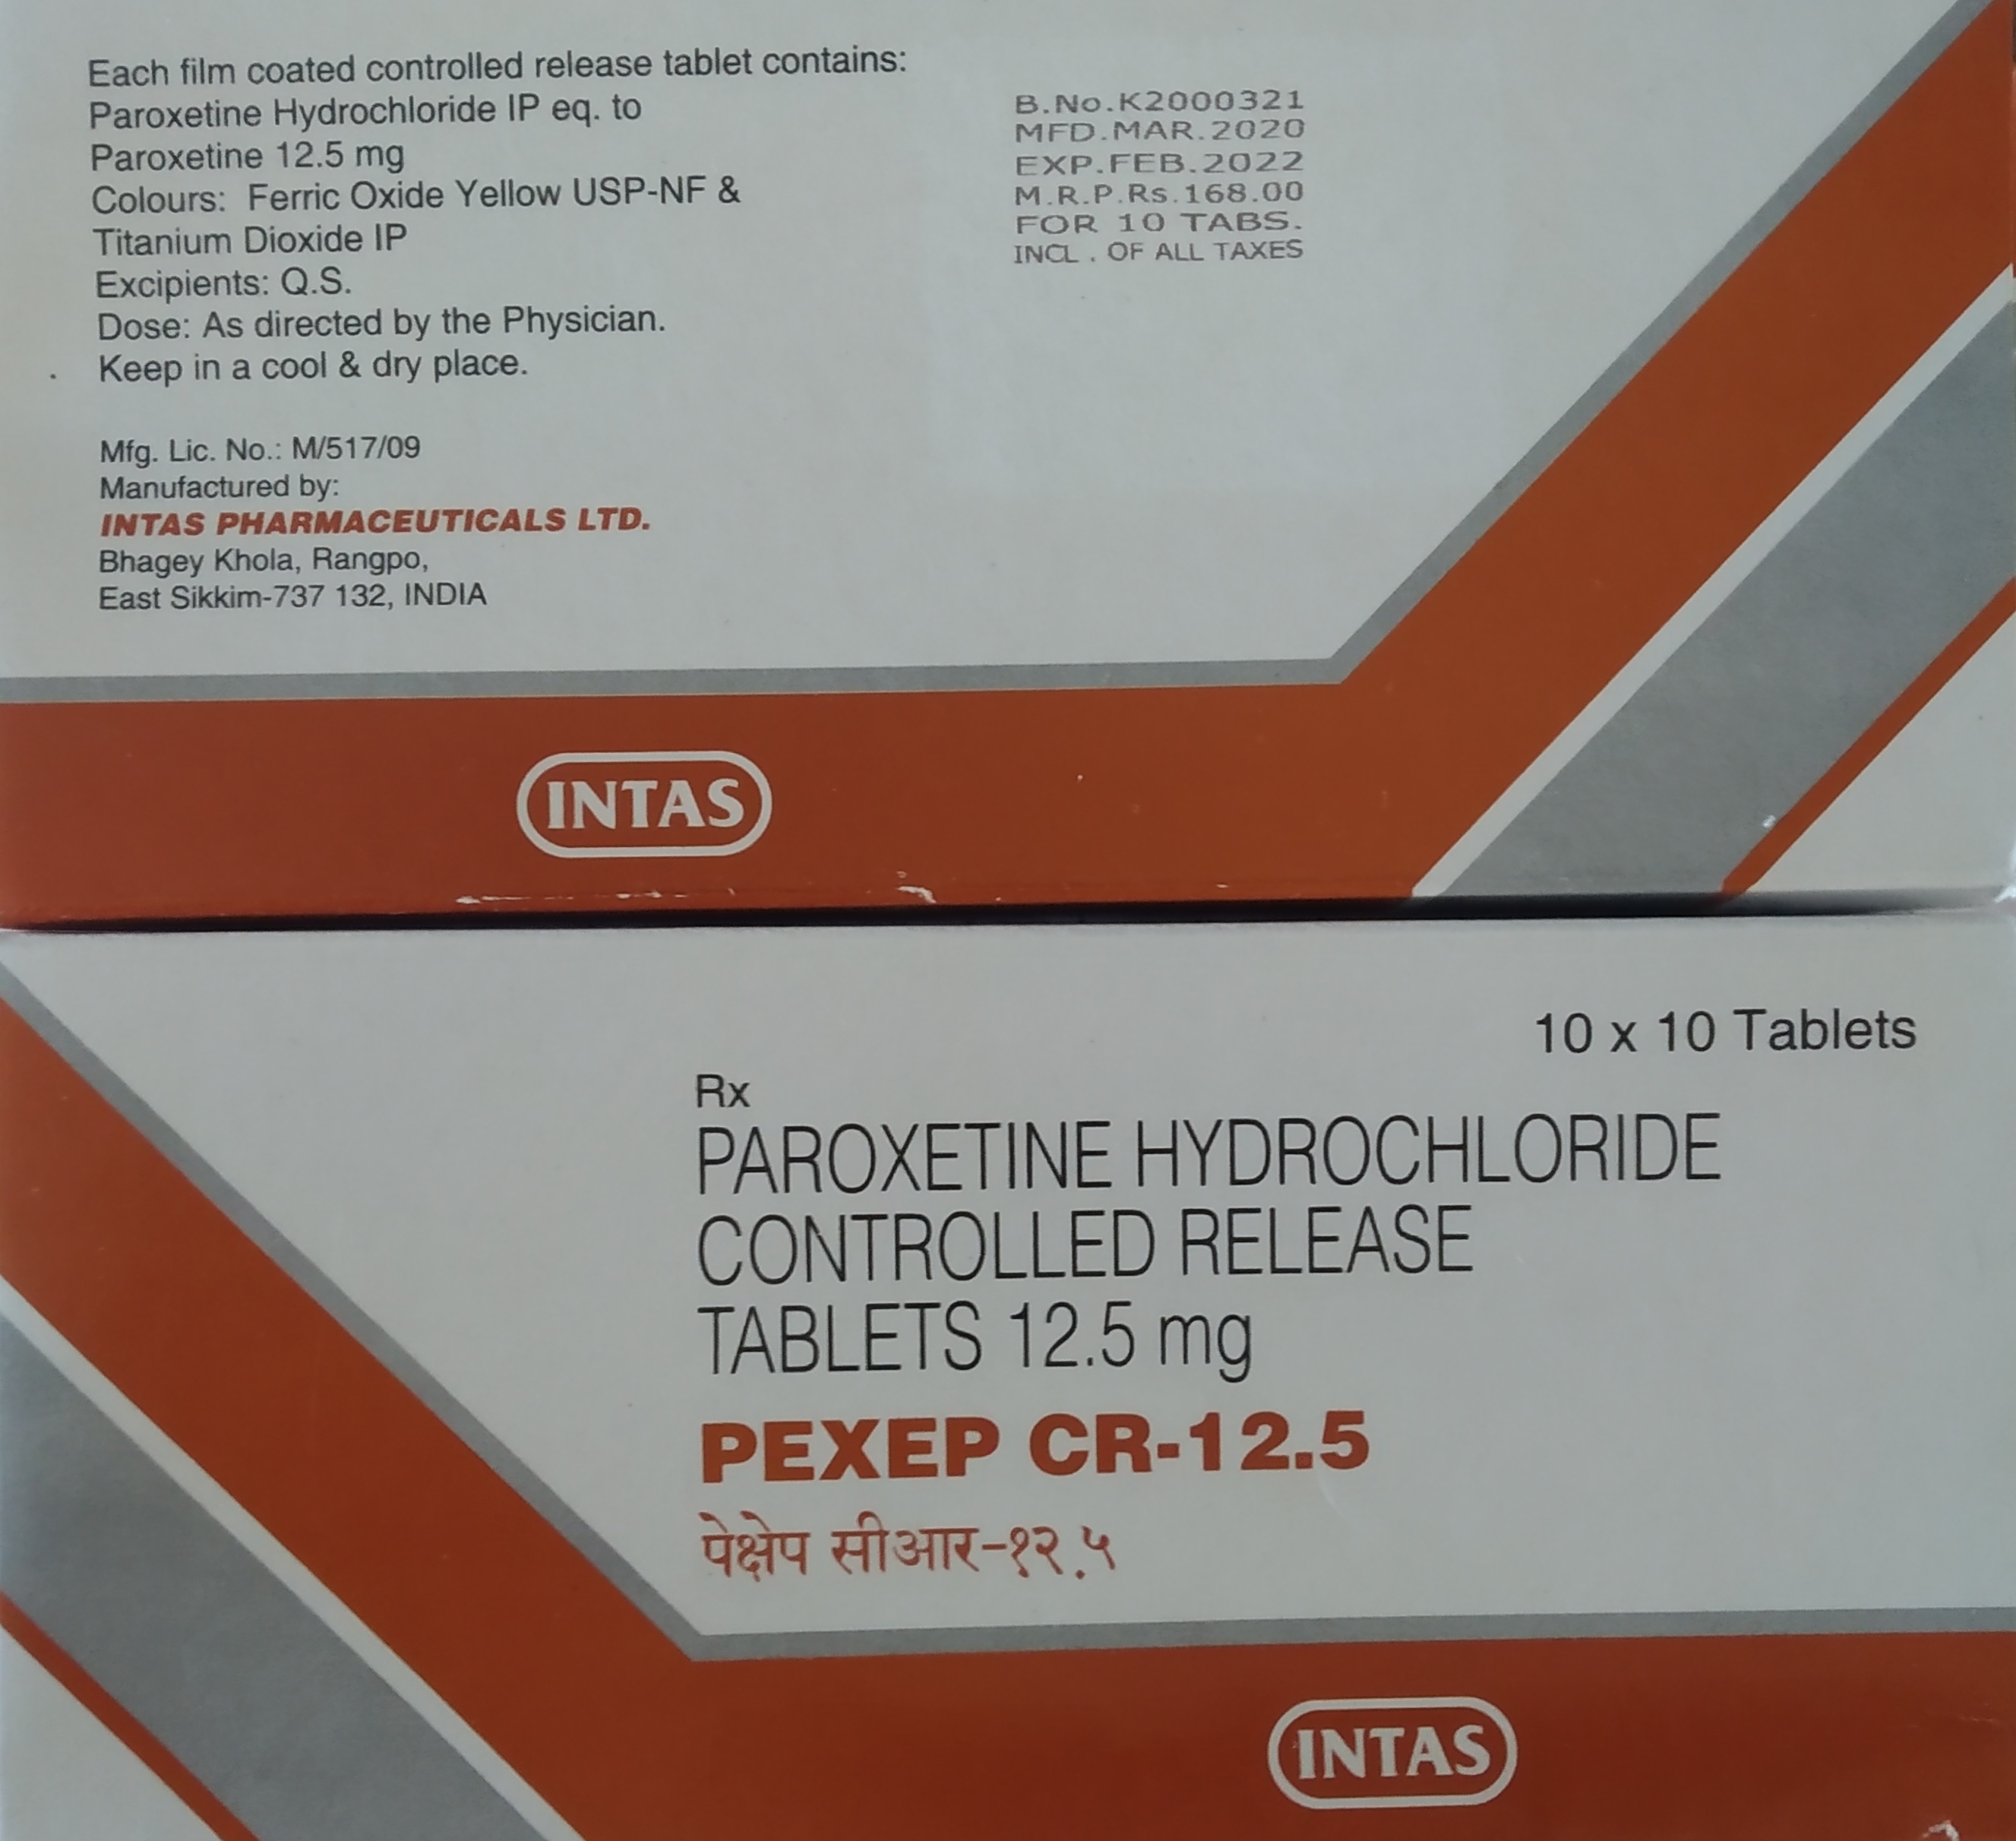 Each film coated controlled release tablet contains:
Paroxetine Hydrochloride IP eq. to
Paroxetine 12.5 mg
Colours: Ferric Oxide Yellow USP-NF &
Titanium Dioxide IP
Excipients: Q.S.
Dose: As directed by the Physician.
Keep in a cool & dry place.
Mfg. Lic. No.: M/517/09
Manufactured by:
INTAS PHARMACEUTICALS LTD.
Bhagey Khola, Rangpo,
East Sikkim-737 132, INDIA
B.No.K2000321
MFD.MAR.2020
EXP.FEB.2022
M.R.P.Rs.168.00
FOR 10 TABS.
INCL . OF ALL TAXES
INTAS
10 x 10 Tablets
Rx
PAROXETINE HYDROCHLORIDE
CONTROLLED RELEASE
TABLETS 12.5 mg
PEXEP CR-12.5
पेक्षेप सीआर-१२.५
INTAS